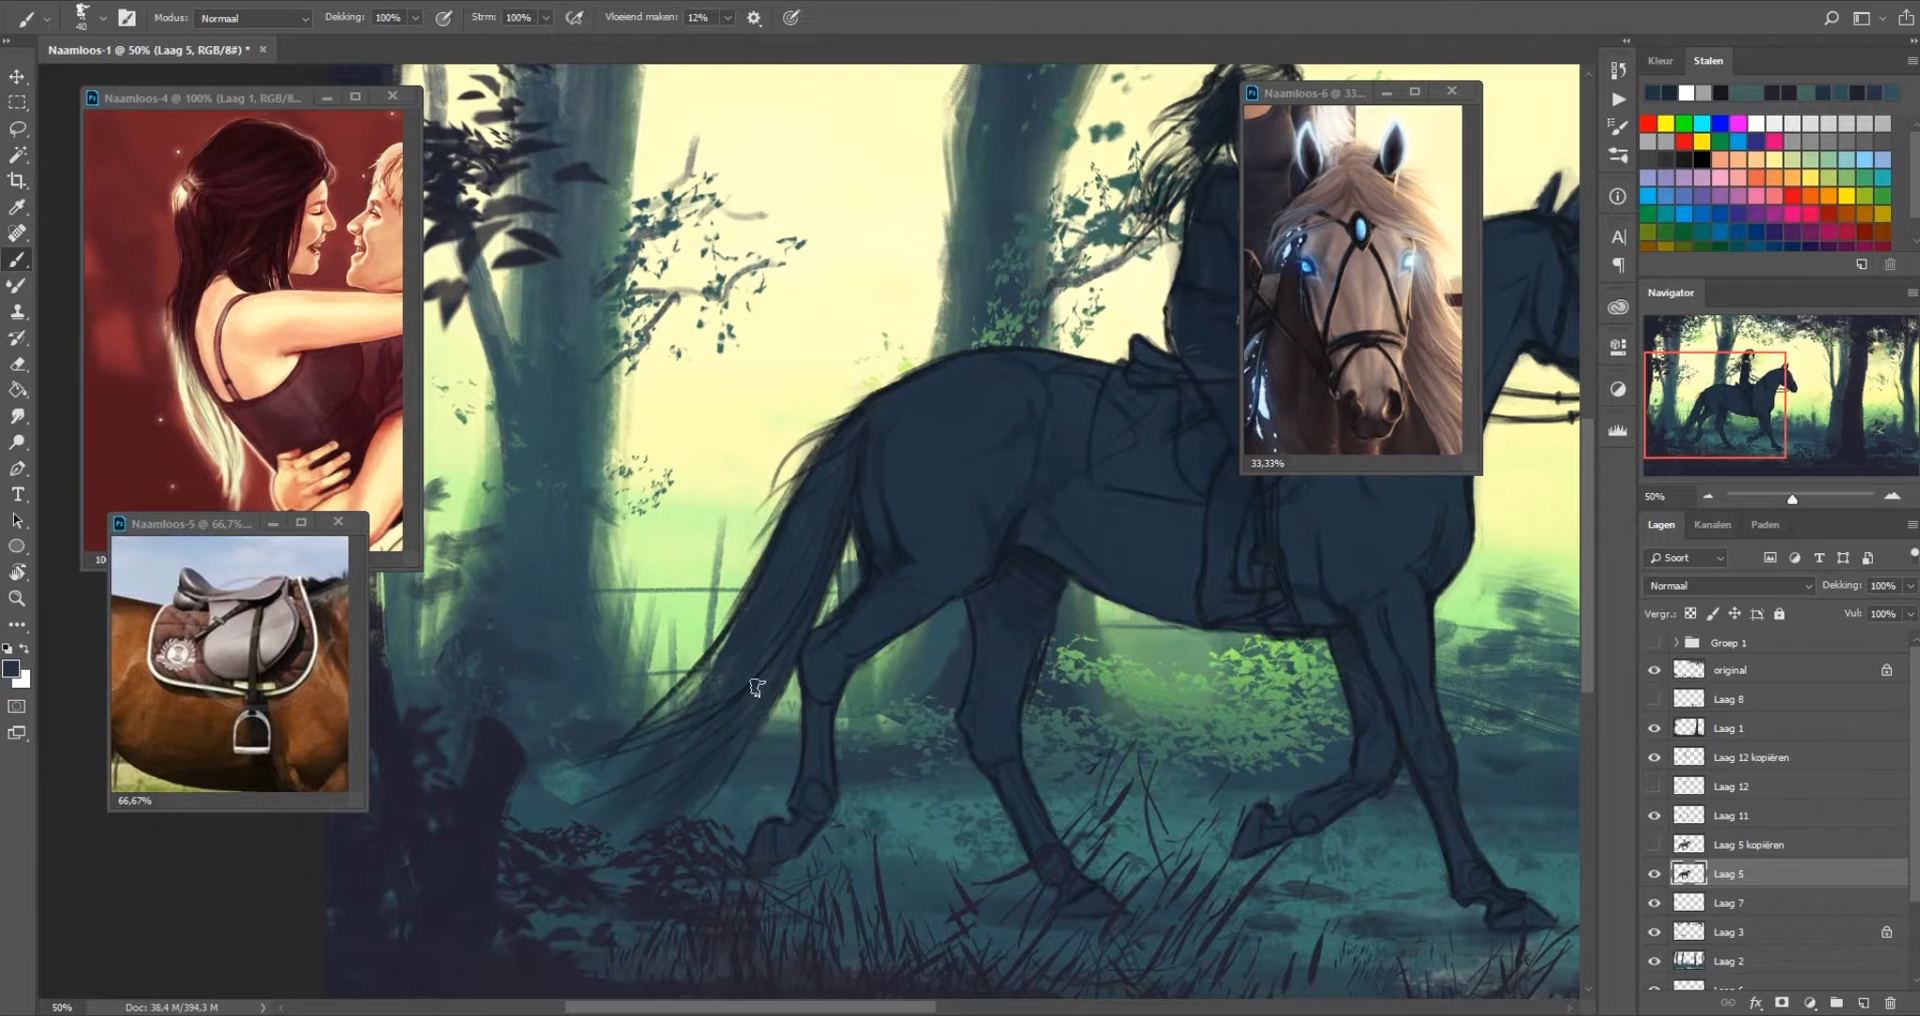 40
Modus: Normaal
Dekking: 100%
Strm: 100%
Vloeiend maken: 12%
Naamloos-1 @ 50% (Laag 5, RGB/8#) *
Naamloos-4 @ 100% (Laag 1, RGB/8...
10
Naamloos-5 @ 66,7%...
66,67%
Naamloos-6 @ 33...
33,33%
Kleur
Stalen
Navigator
50%
Lagen
Kanalen
Paden
Soort
Normaal
Dekking: 100%
Vergr.:
Vul: 100%
Groep 1
original
Laag 8
Laag 1
Laag 12 kopiëren
Laag 12
Laag 11
Laag 5 kopiëren
Laag 5
Laag 7
Laag 3
Laag 2
fx
50%
Doc: 38,4 M/394,3 M